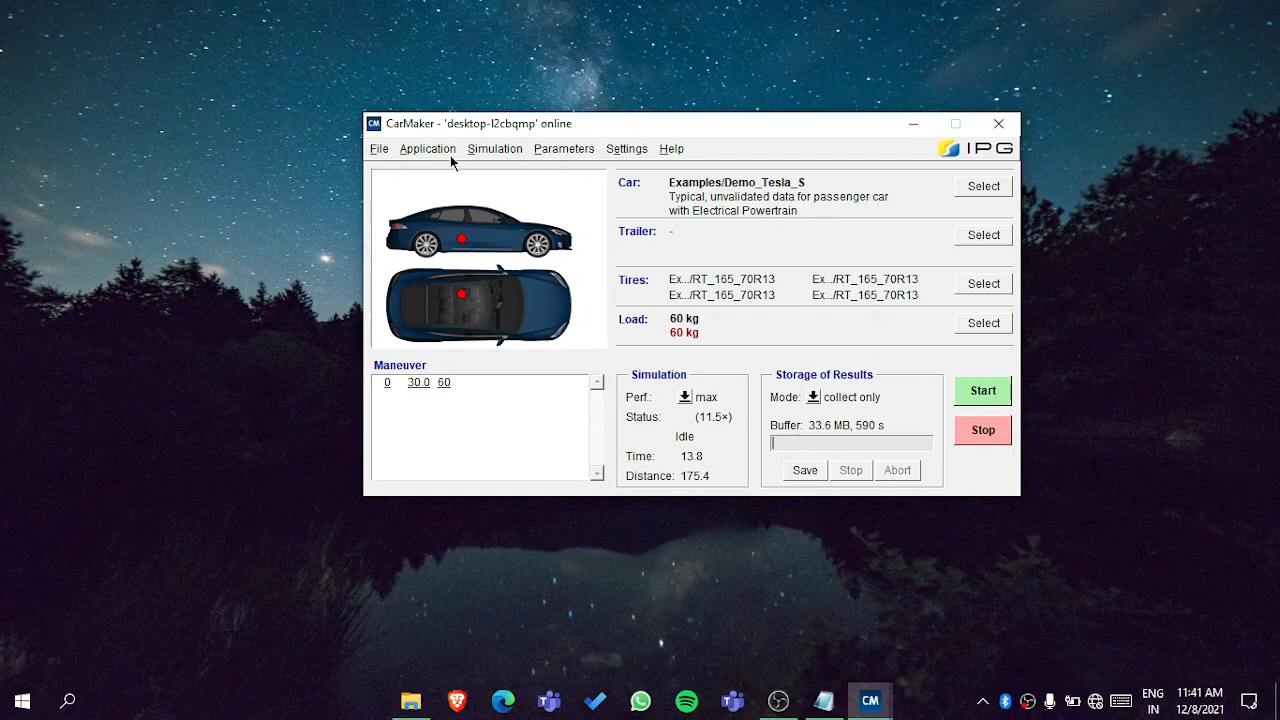 CM CarMaker - 'desktop-l2cbqmp' online
File Application Simulation Parameters Settings Help IPG
Car: Examples/Demo_Tesla_S Select
Typical, unvalidated data for passenger car
with Electrical Powertrain
Trailer: - Select
Tires: Ex.../RT_165_70R13 Ex.../RT_165_70R13 Select
Ex.../RT_165_70R13 Ex.../RT_165_70R13
Load: 60 kg Select
60 kg
Maneuver
0 30.0 60
Simulation
Perf.: max
Status: (11.5×)
Idle
Time: 13.8
Distance: 175.4
Storage of Results
Mode: collect only
Buffer: 33.6 MB, 590 s
Save Stop Abort
Start
Stop
CM
ENG
IN
11:41 AM
12/8/2021